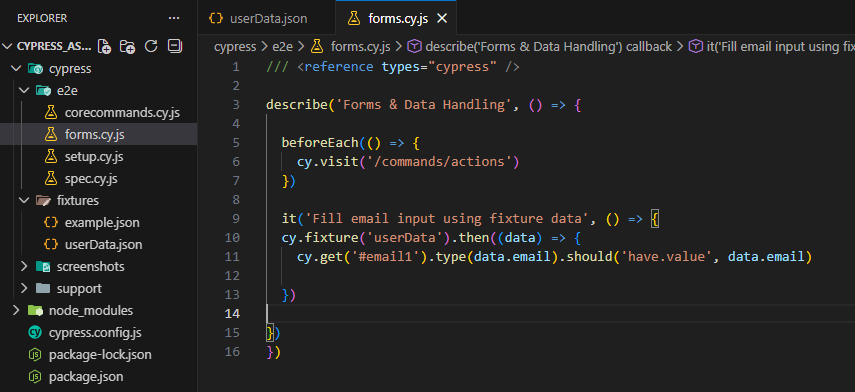 EXPLORER
CYPRESS_AS...
cypress
e2e
corecommands.cy.js
forms.cy.js
setup.cy.js
spec.cy.js
fixtures
example.json
userData.json
screenshots
support
node_modules
cypress.config.js
package-lock.json
package.json
userData.json forms.cy.js
cypress > e2e > forms.cy.js > describe('Forms & Data Handling') callback > it('Fill email input using fix
1 /// <reference types="cypress" />
2
3 describe('Forms & Data Handling', () => {
4
5 beforeEach(() => {
6 cy.visit('/commands/actions')
7 })
8
9 it('Fill email input using fixture data', () => {
10 cy.fixture('userData').then((data) => {
11 cy.get('#email1').type(data.email).should('have.value', data.email)
12
13 })
14
15 })
16 })